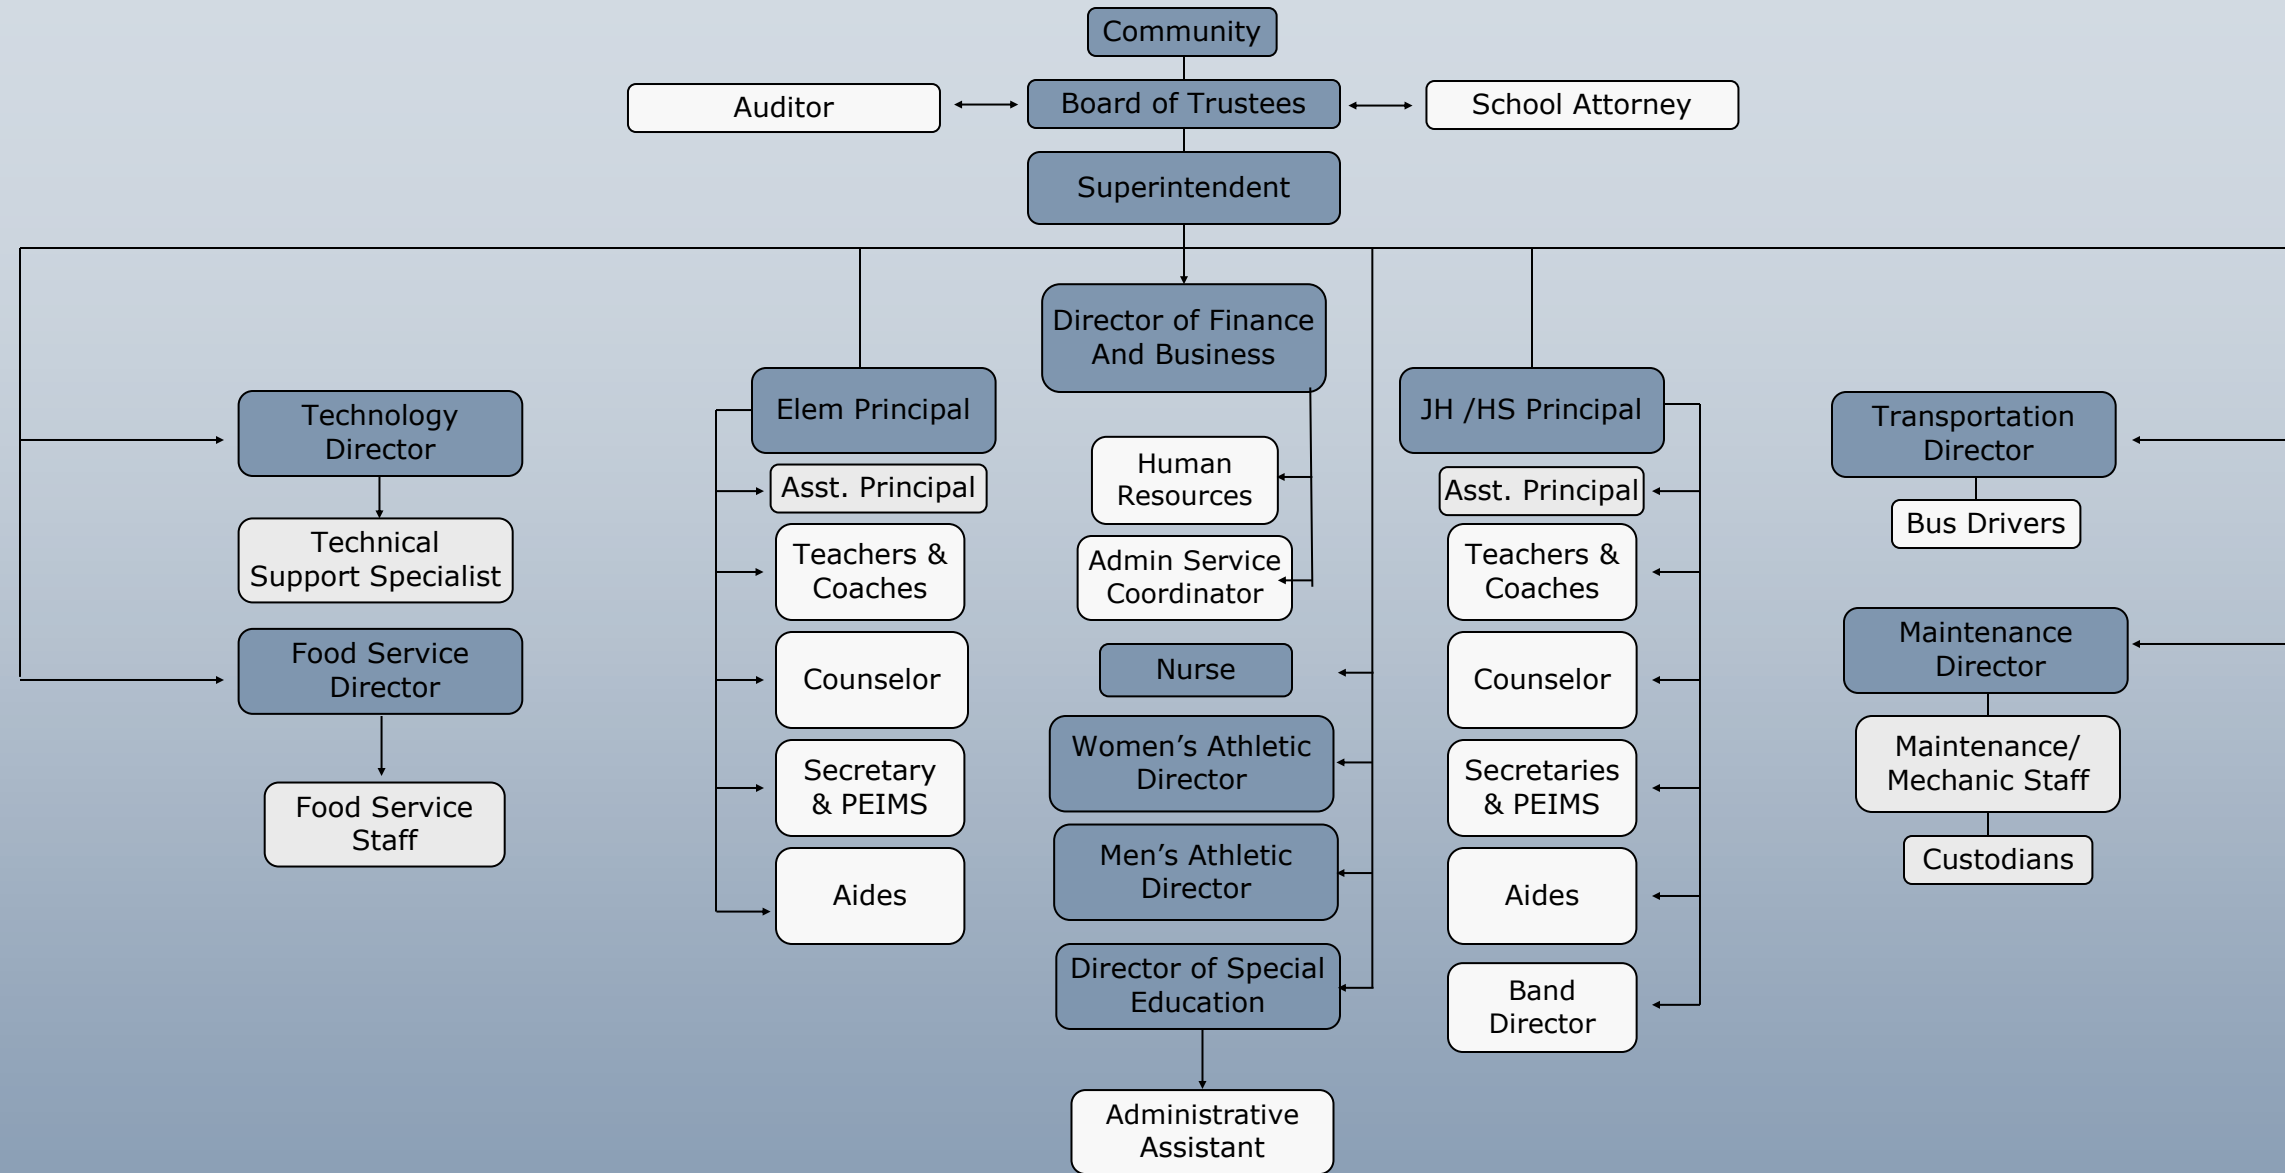 Community
Auditor
Board of Trustees
School Attorney
Superintendent
Director of Finance
And Business
Technology
Director
Technical
Support Specialist
Food Service
Director
Food Service
Staff
Elem Principal
Asst. Principal
Teachers &
Coaches
Counselor
Secretary
& PEIMS
Aides
Human
Resources
Admin Service
Coordinator
Nurse
Women’s Athletic
Director
Men’s Athletic
Director
Director of Special
Education
Administrative
Assistant
JH /HS Principal
Asst. Principal
Teachers &
Coaches
Counselor
Secretaries
& PEIMS
Aides
Band
Director
Transportation
Director
Bus Drivers
Maintenance
Director
Maintenance/
Mechanic Staff
Custodians